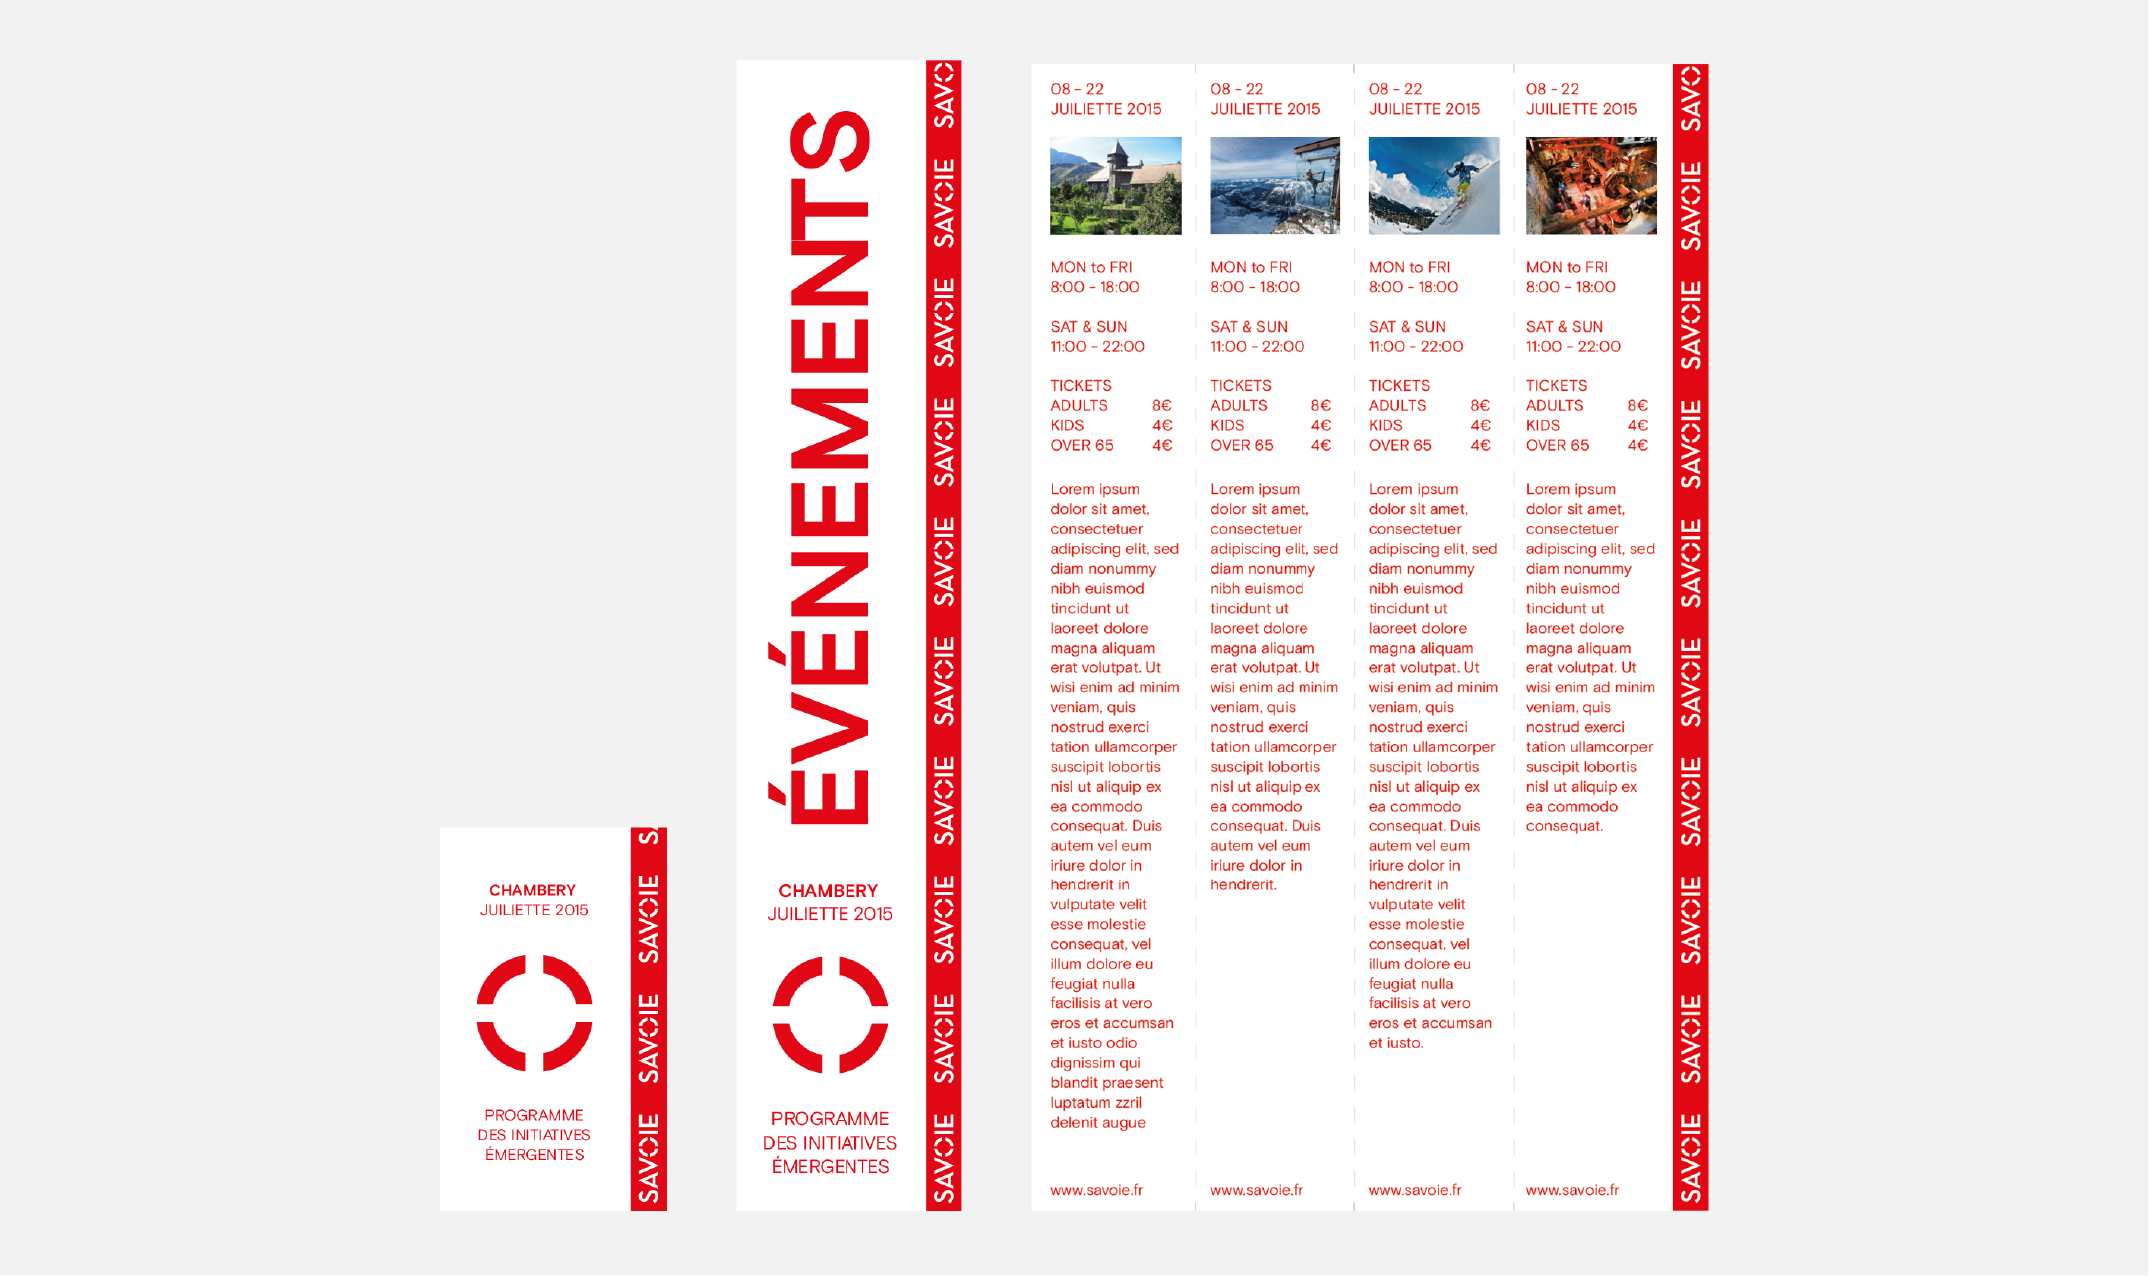 CHAMBERY
JUILIETTE 2015
PROGRAMME
DES INITIATIVES
ÉMERGENTES
SAVOIE SAVOIE SAVOIE S
ÉVÉNEMENTS
CHAMBERY
JUILIETTE 2015
PROGRAMME
DES INITIATIVES
ÉMERGENTES
SAVOIE SAVOIE SAVOIE SAVOIE SAVOIE SAVOIE SAVOIE SAVOIE SAVOIE SAVO
08 - 22
JUILIETTE 2015
MON to FRI
8:00 - 18:00
SAT & SUN
11:00 - 22:00
TICKETS
ADULTS 8€
KIDS 4€
OVER 65 4€
Lorem ipsum
dolor sit amet,
consectetuer
adipiscing elit, sed
diam nonummy
nibh euismod
tincidunt ut
laoreet dolore
magna aliquam
erat volutpat. Ut
wisi enim ad minim
veniam, quis
nostrud exerci
tation ullamcorper
suscipit lobortis
nisl ut aliquip ex
ea commodo
consequat. Duis
autem vel eum
iriure dolor in
hendrerit in
vulputate velit
esse molestie
consequat, vel
illum dolore eu
feugiat nulla
facilisis at vero
eros et accumsan
et iusto odio
dignissim qui
blandit praesent
luptatum zzril
delenit augue
www.savoie.fr
08 - 22
JUILIETTE 2015
MON to FRI
8:00 - 18:00
SAT & SUN
11:00 - 22:00
TICKETS
ADULTS 8€
KIDS 4€
OVER 65 4€
Lorem ipsum
dolor sit amet,
consectetuer
adipiscing elit, sed
diam nonummy
nibh euismod
tincidunt ut
laoreet dolore
magna aliquam
erat volutpat. Ut
wisi enim ad minim
veniam, quis
nostrud exerci
tation ullamcorper
suscipit lobortis
nisl ut aliquip ex
ea commodo
consequat. Duis
autem vel eum
iriure dolor in
hendrerit.
www.savoie.fr
08 - 22
JUILIETTE 2015
MON to FRI
8:00 - 18:00
SAT & SUN
11:00 - 22:00
TICKETS
ADULTS 8€
KIDS 4€
OVER 65 4€
Lorem ipsum
dolor sit amet,
consectetuer
adipiscing elit, sed
diam nonummy
nibh euismod
tincidunt ut
laoreet dolore
magna aliquam
erat volutpat. Ut
wisi enim ad minim
veniam, quis
nostrud exerci
tation ullamcorper
suscipit lobortis
nisl ut aliquip ex
ea commodo
consequat. Duis
autem vel eum
iriure dolor in
hendrerit in
vulputate velit
esse molestie
consequat, vel
illum dolore eu
feugiat nulla
facilisis at vero
eros et accumsan
et iusto.
www.savoie.fr
08 - 22
JUILIETTE 2015
MON to FRI
8:00 - 18:00
SAT & SUN
11:00 - 22:00
TICKETS
ADULTS 8€
KIDS 4€
OVER 65 4€
Lorem ipsum
dolor sit amet,
consectetuer
adipiscing elit, sed
diam nonummy
nibh euismod
tincidunt ut
laoreet dolore
magna aliquam
erat volutpat. Ut
wisi enim ad minim
veniam, quis
nostrud exerci
tation ullamcorper
suscipit lobortis
nisl ut aliquip ex
ea commodo
consequat.
www.savoie.fr
SAVOIE SAVOIE SAVOIE SAVOIE SAVOIE SAVOIE SAVOIE SAVOIE SAVOIE SAVO